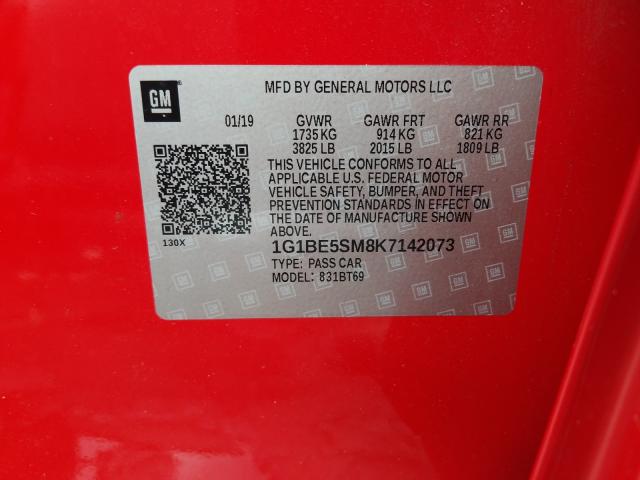 GM
MFD BY GENERAL MOTORS LLC
01/19 GVWR GAWR FRT GAWR RR
1735 KG 914 KG 821 KG
3825 LB 2015 LB 1809 LB
THIS VEHICLE CONFORMS TO ALL
APPLICABLE U.S. FEDERAL MOTOR
VEHICLE SAFETY, BUMPER, AND THEFT
PREVENTION STANDARDS IN EFFECT ON
THE DATE OF MANUFACTURE SHOWN
ABOVE.
130X
1G1BE5SM8K7142073
TYPE: PASS CAR
MODEL: 831BT69